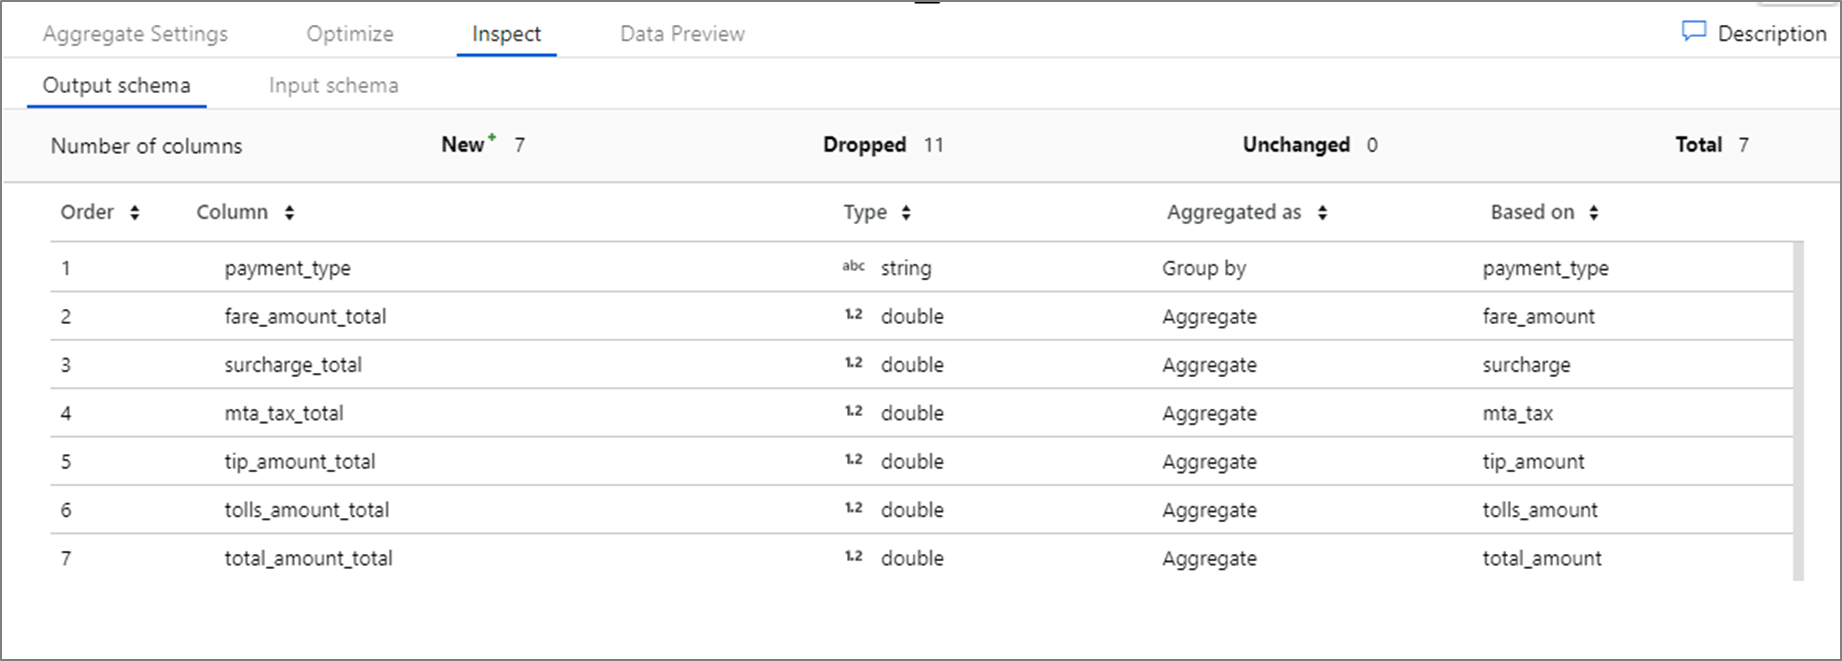 Aggregate Settings Optimize Inspect Data Preview Description
Output schema Input schema
Number of columns New+ 7 Dropped 11 Unchanged 0 Total 7
Order Column Type Aggregated as Based on
1 payment_type abc string Group by payment_type
2 fare_amount_total 1.2 double Aggregate fare_amount
3 surcharge_total 1.2 double Aggregate surcharge
4 mta_tax_total 1.2 double Aggregate mta_tax
5 tip_amount_total 1.2 double Aggregate tip_amount
6 tolls_amount_total 1.2 double Aggregate tolls_amount
7 total_amount_total 1.2 double Aggregate total_amount